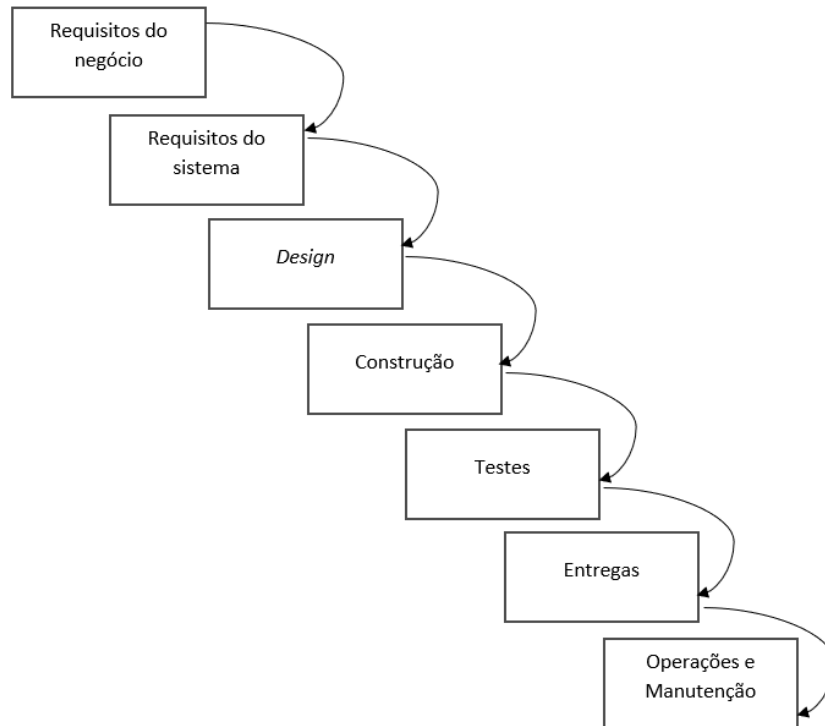 Requisitos do
negócio
Requisitos do
sistema
Design
Construção
Testes
Entregas
Operações e
Manutenção